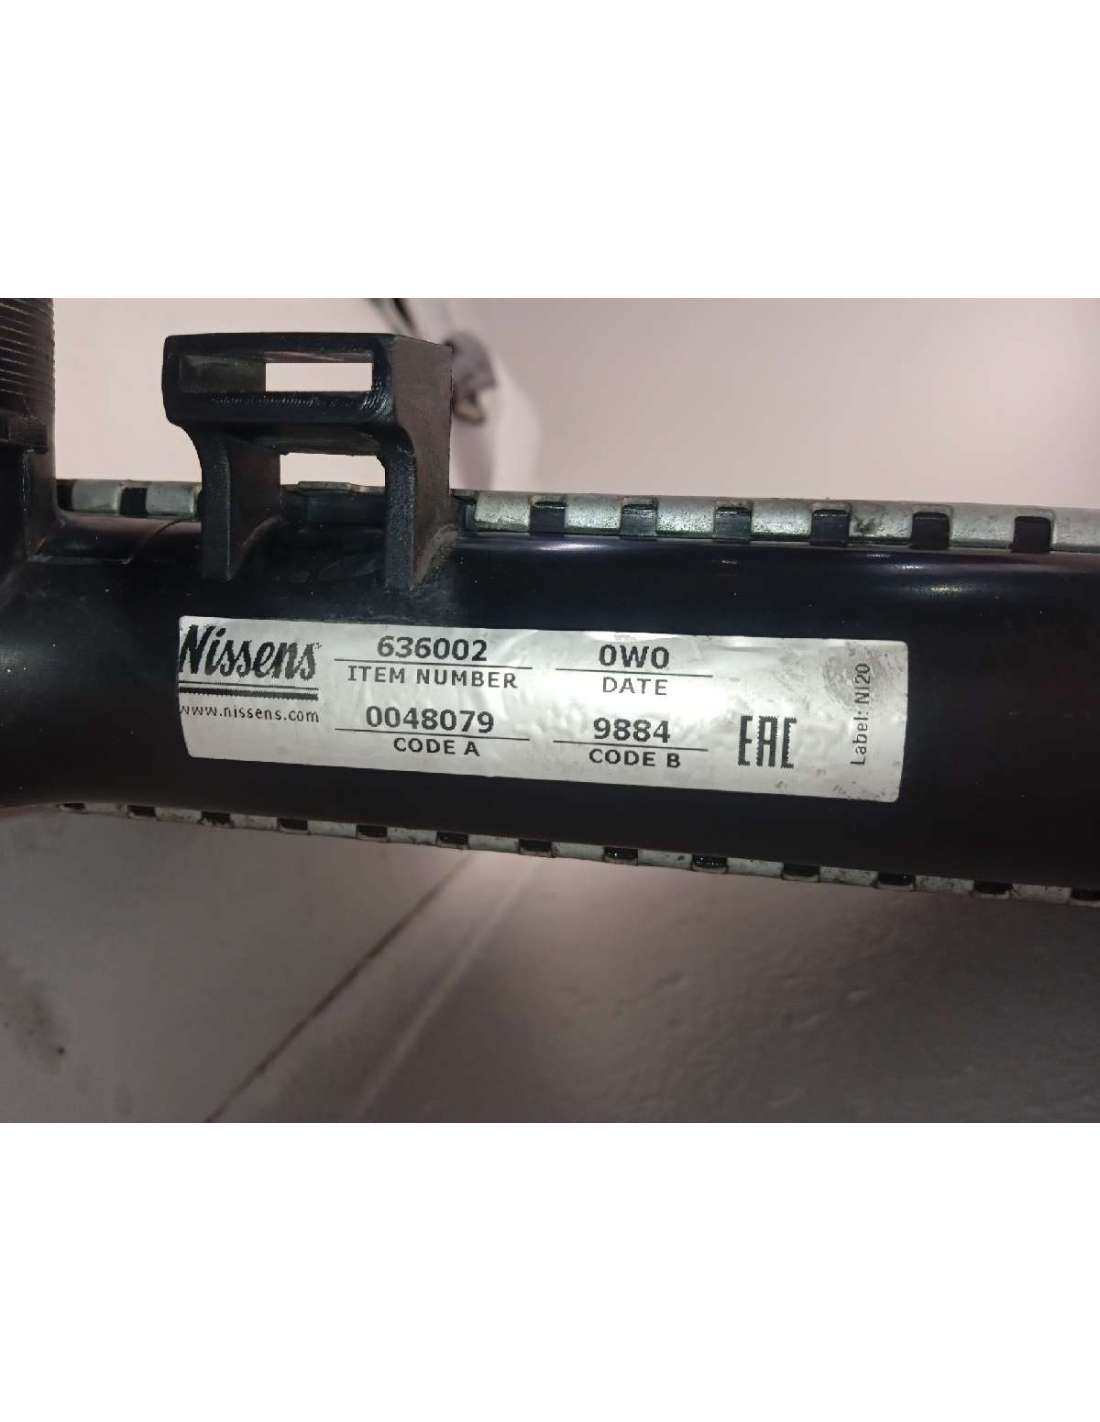 Nissens
www.nissens.com
636002
ITEM NUMBER
0W0
DATE
0048079
CODE A
9884
CODE B
EAC
Label: NI20